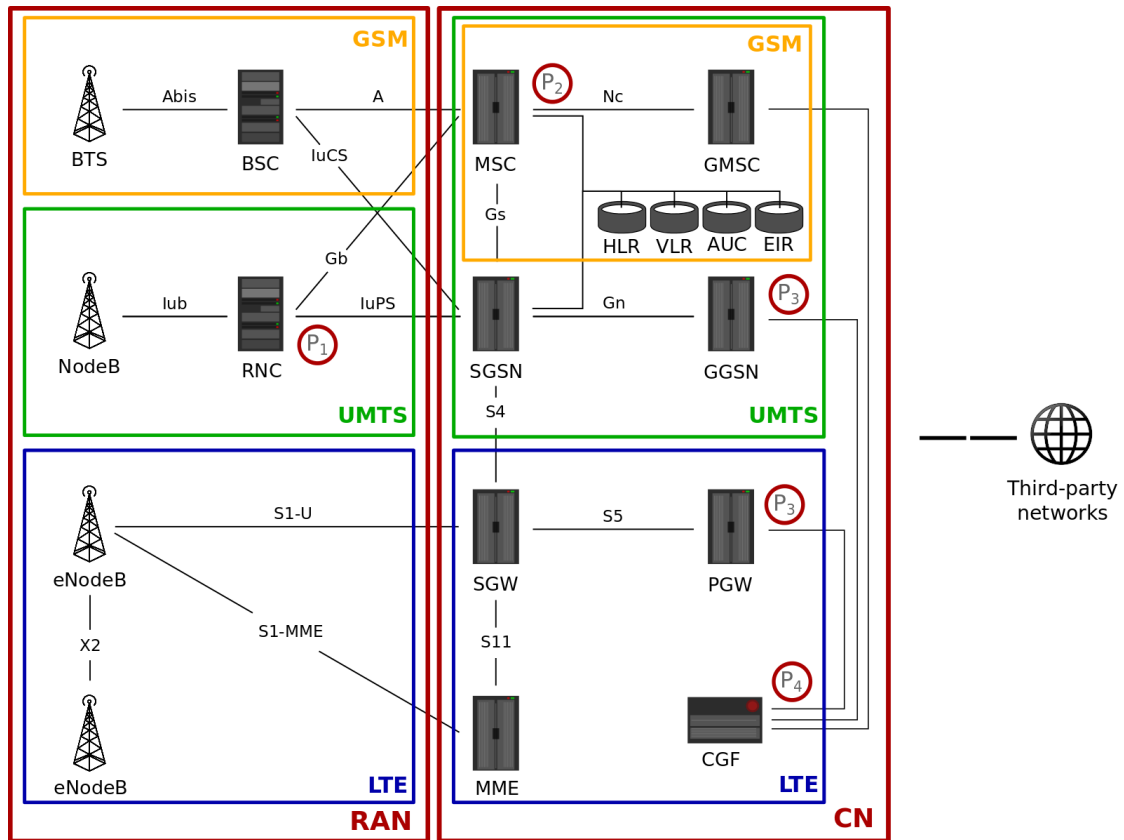 GSM
GSM
Abis
A
P2
Nc
BTS
BSC
IuCS
MSC
GMSC
Gs
HLR
VLR
AUC
EIR
Gb
Iub
IuPS
Gn
P3
P1
NodeB
RNC
SGSN
GGSN
UMTS
S4
UMTS
Third-party
networks
S1-U
S5
P3
eNodeB
SGW
PGW
X2
S1-MME
S11
P4
eNodeB
MME
CGF
LTE
LTE
RAN
CN